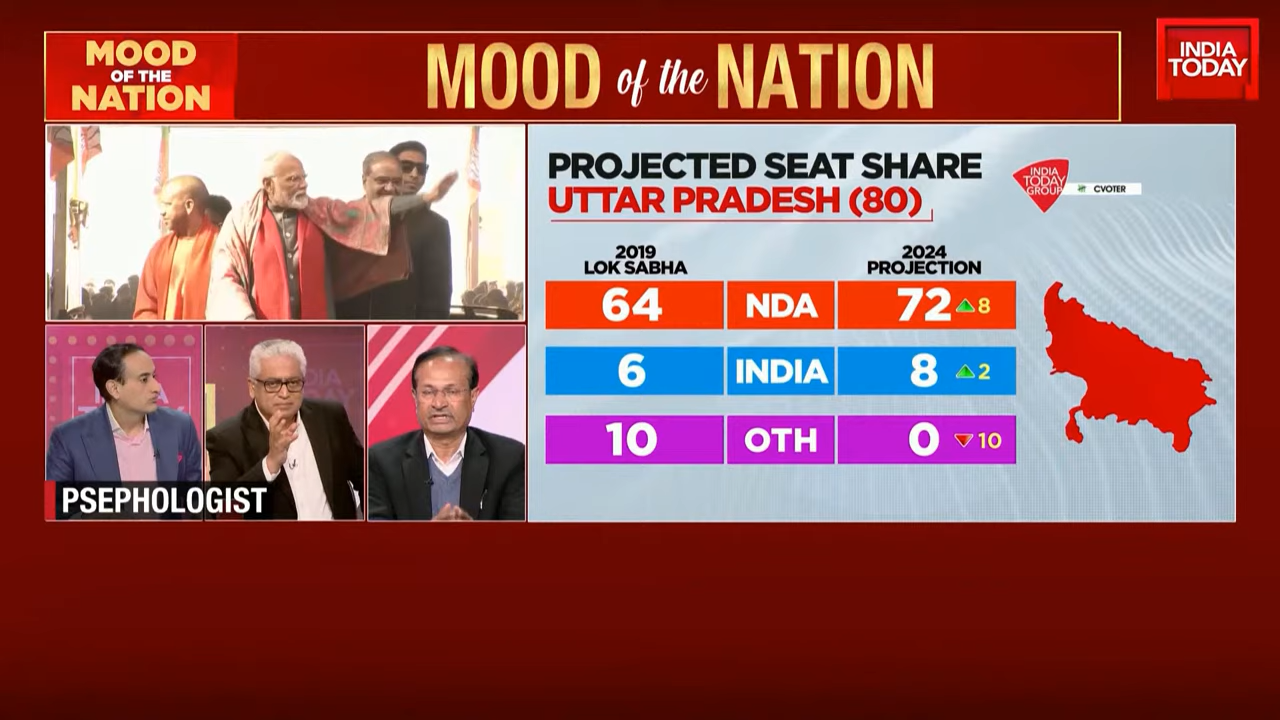 MOOD
OF THE
NATION
MOOD of the NATION
INDIA
TODAY
PROJECTED SEAT SHARE
UTTAR PRADESH (80)
INDIA
TODAY
GROUP
CVOTER
2019
LOK SABHA
2024
PROJECTION
64 NDA 72 8
6 INDIA 8 2
10 OTH 0 10
PSEPHOLOGIST